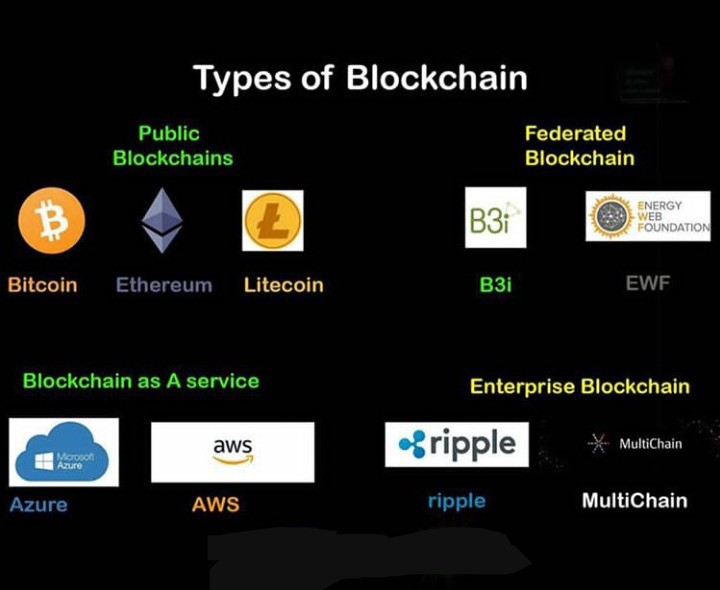 Types of Blockchain
Public
Blockchains
Bitcoin
Ethereum
Litecoin
Federated
Blockchain
B3i
ENERGY
WEB
FOUNDATION
B3i
EWF
Blockchain as A service
Microsoft
Azure
aws
Azure
AWS
Enterprise Blockchain
ripple
MultiChain
ripple
MultiChain